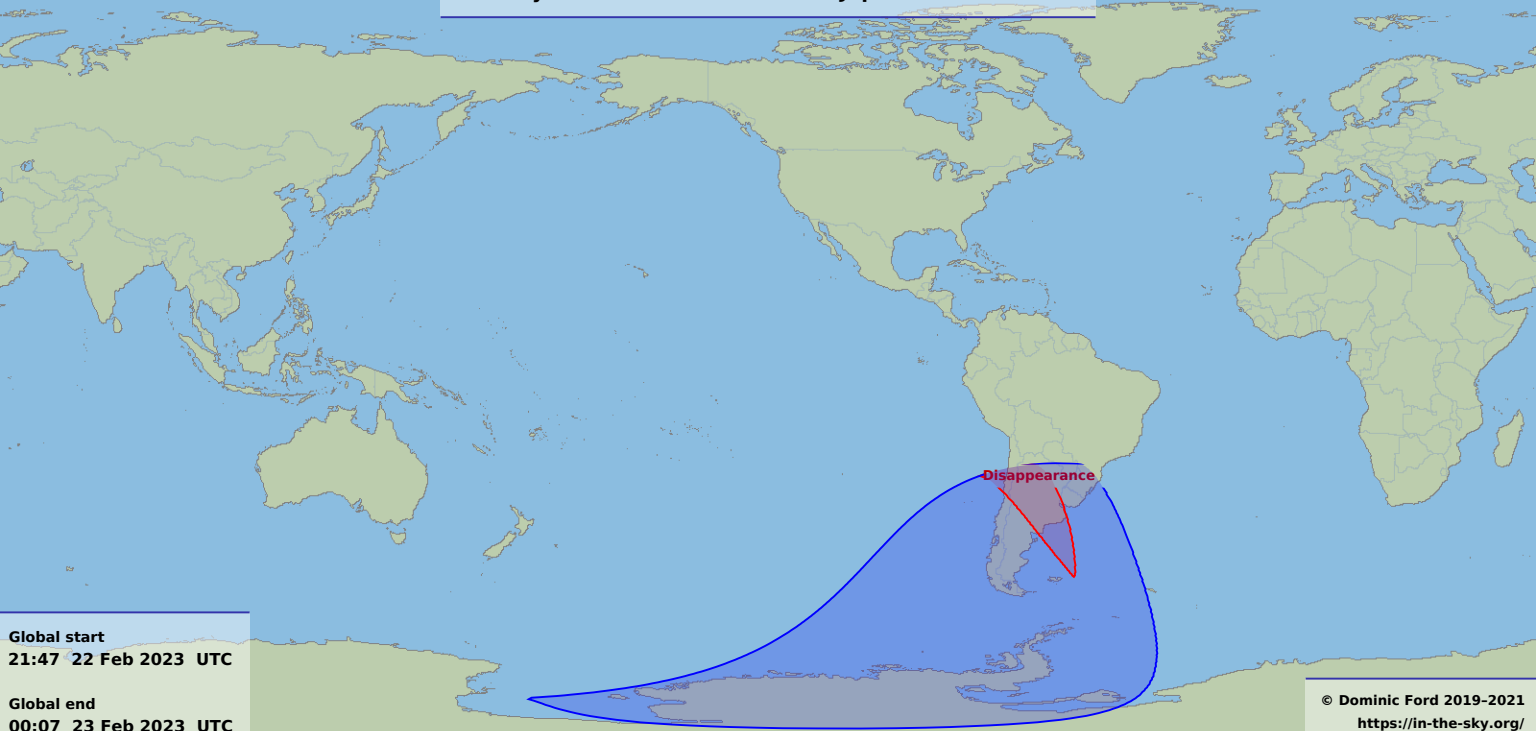 Disappearance
Global start
21:47 22 Feb 2023 UTC
Global end
00:07 23 Feb 2023 UTC
© Dominic Ford 2019–2021
https://in-the-sky.org/